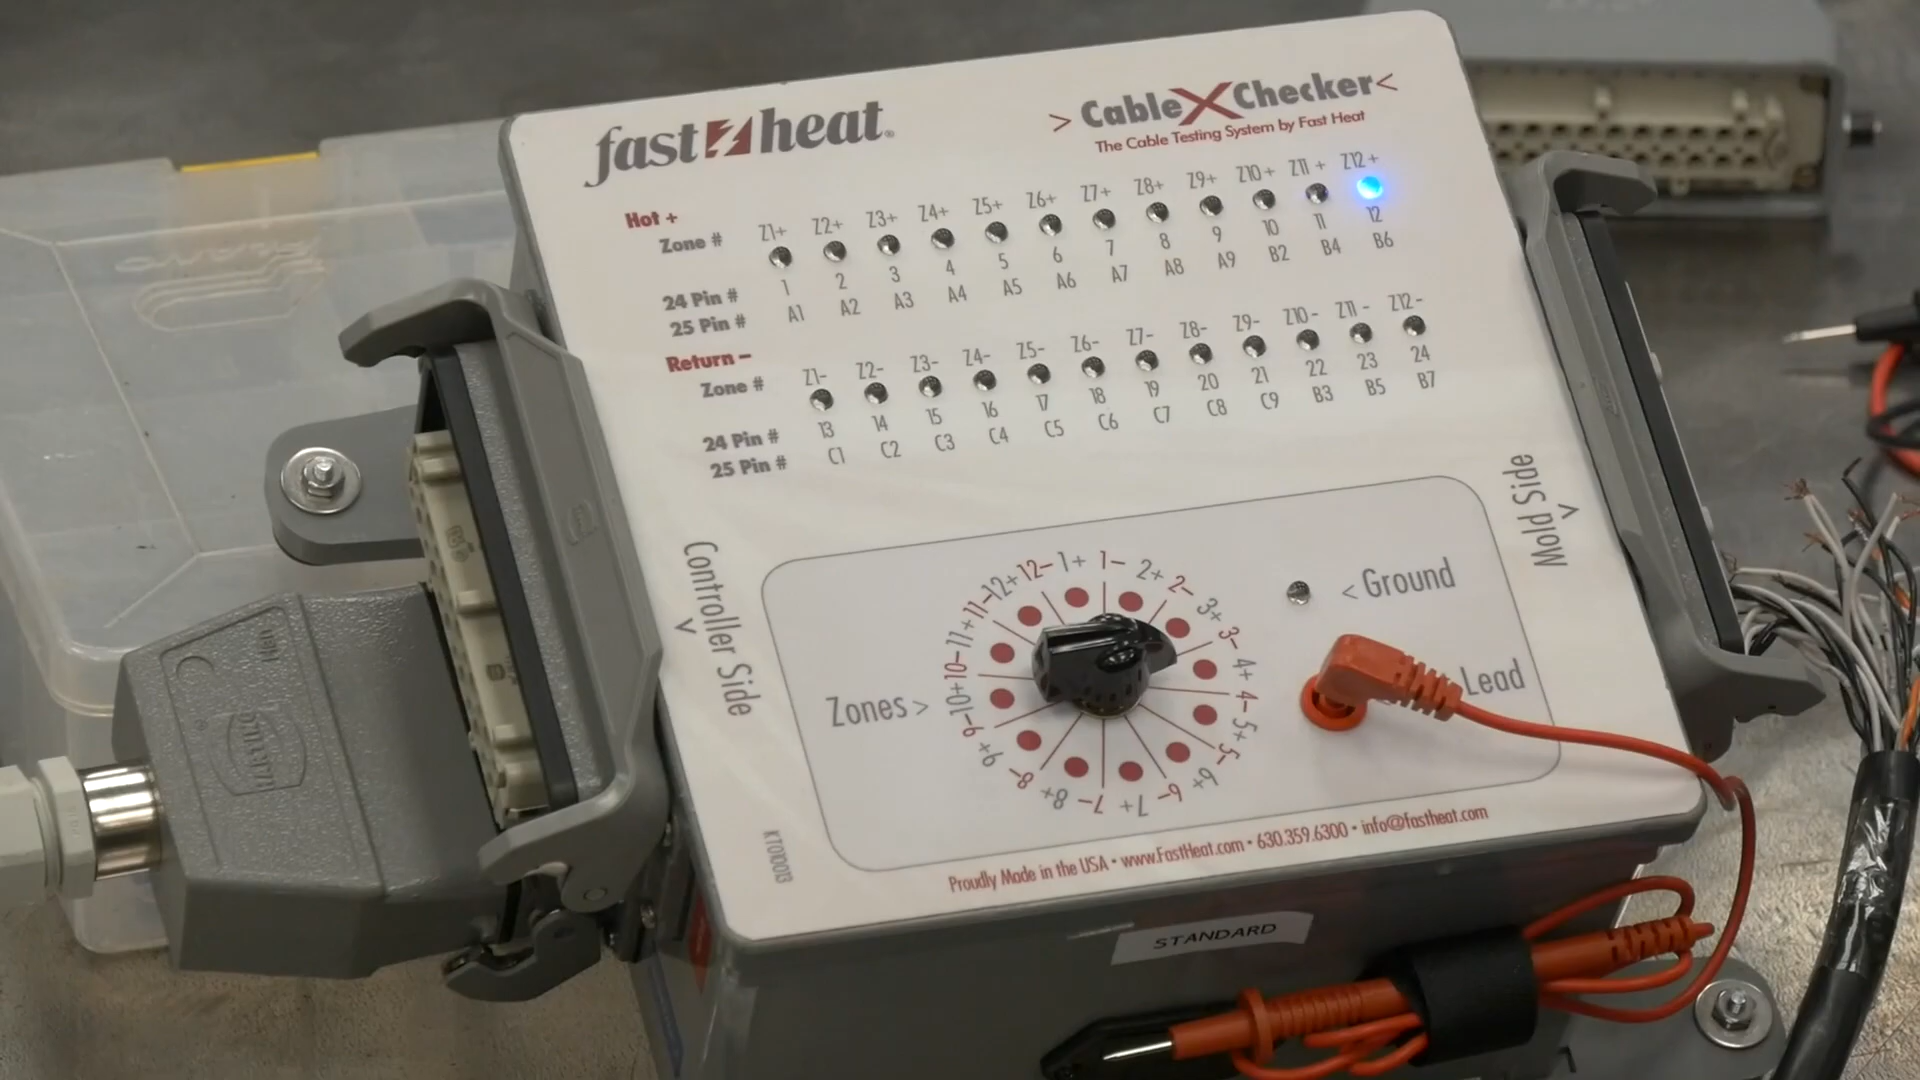 fast heat®
> Cable X Checker <
The Cable Testing System by Fast Heat
Hot +
Zone # Z1+ Z2+ Z3+ Z4+ Z5+ Z6+ Z7+ Z8+ Z9+ Z10+ Z11+ Z12+
24 Pin # 1 2 3 4 5 6 7 8 9 10 11 12
25 Pin # A1 A2 A3 A4 A5 A6 A7 A8 A9 B2 B4 B6
Return −
Zone # Z1- Z2- Z3- Z4- Z5- Z6- Z7- Z8- Z9- Z10- Z11- Z12-
24 Pin # 13 14 15 16 17 18 19 20 21 22 23 24
25 Pin # C1 C2 C3 C4 C5 C6 C7 C8 C9 B3 B5 B7
Controller Side >
Mold Side >
Zones >
1+ 1− 2+ 2− 3+ 3− 4+ 4− 5+ 5− 6+ 6− 7+ 7− 8+ 8− 9+ 9− 10+ 10− 11+ 11− 12+ 12−
< Ground
Lead
KT010013
Proudly Made in the USA • www.FastHeat.com • 630.359.6300 • info@fastheat.com
STANDARD
HARTING